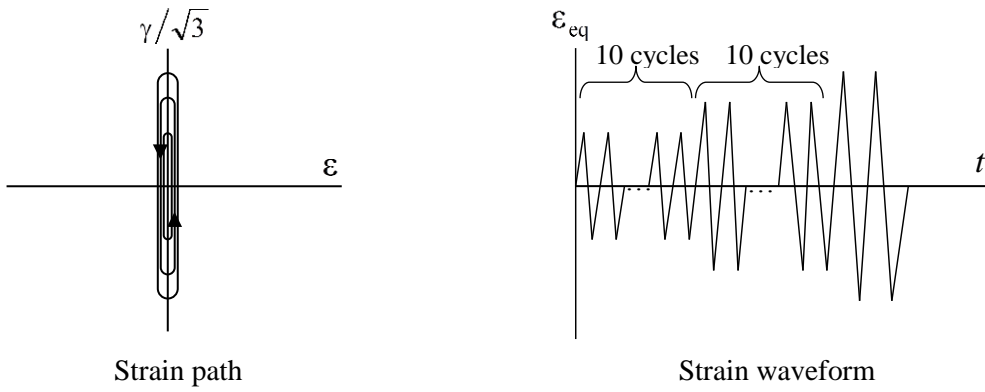 γ/√3
ε
Strain path
ε_eq
10 cycles 10 cycles
...
...
t
Strain waveform